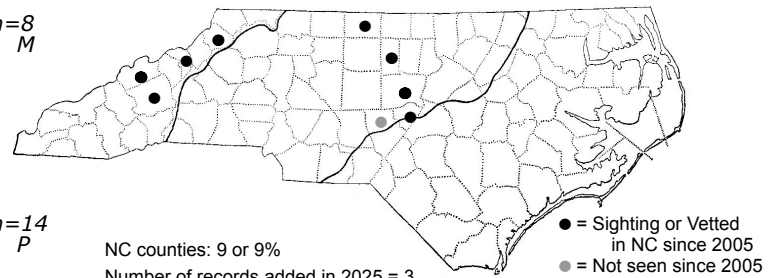 n=8
M
n=14
P
NC counties: 9 or 9%
Number of records added in 2025 = 3
● = Sighting or Vetted
in NC since 2005
● = Not seen since 2005